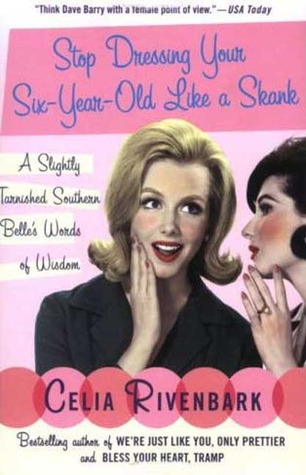 "Think Dave Barry with a female point of view." —USA Today
Stop Dressing Your
Six-Year-Old Like a Skank
A Slightly
Tarnished Southern
Belle's Words
of Wisdom
CELIA RIVENBARK
Bestselling author of WE'RE JUST LIKE YOU, ONLY PRETTIER
and BLESS YOUR HEART, TRAMP